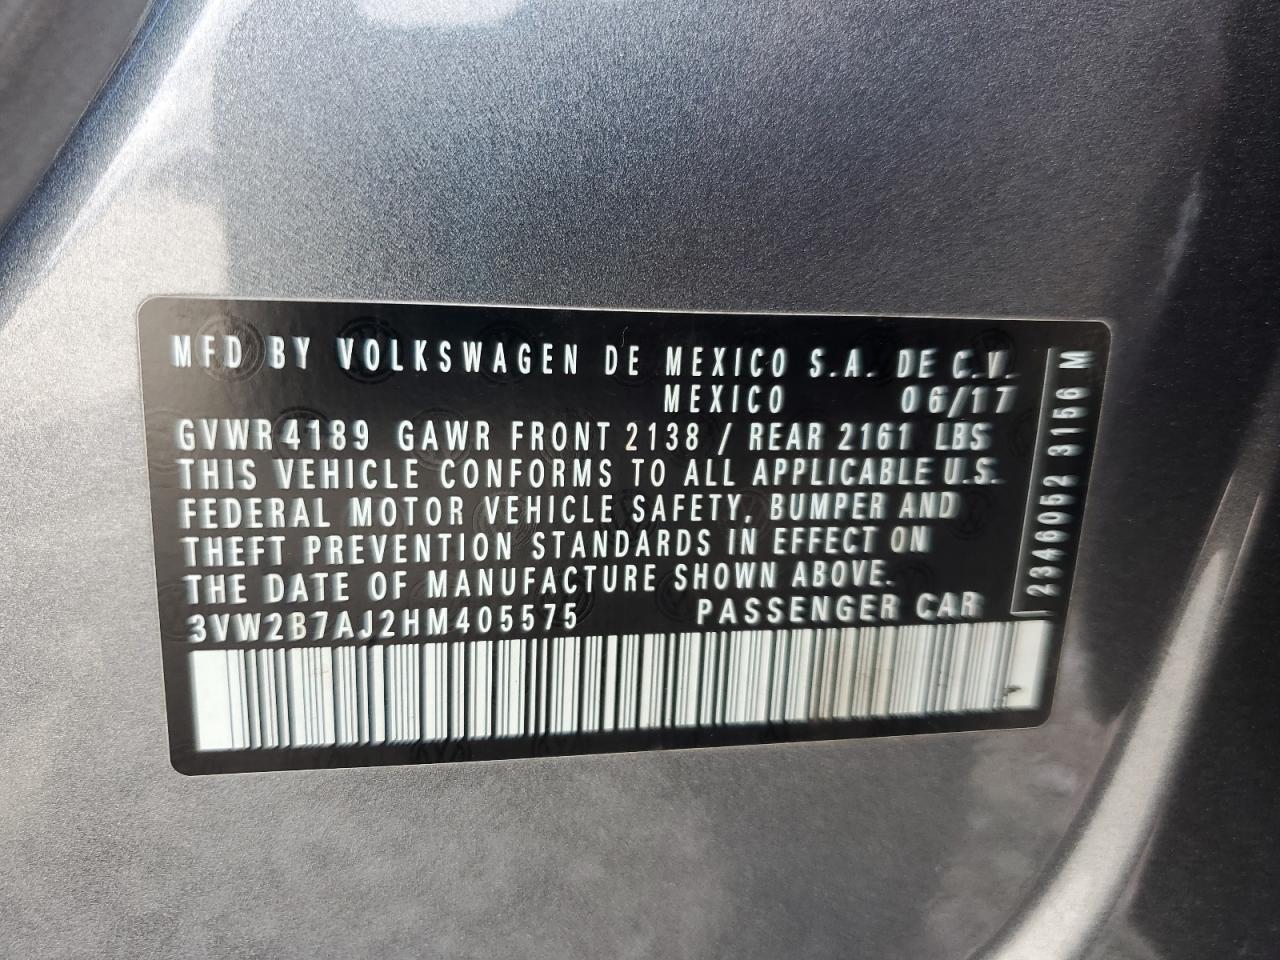 MFD BY VOLKSWAGEN DE MEXICO S.A. DE C.V.
MEXICO 06/17
GVWR 4189 GAWR FRONT 2138 / REAR 2161 LBS
THIS VEHICLE CONFORMS TO ALL APPLICABLE U.S.
FEDERAL MOTOR VEHICLE SAFETY, BUMPER AND
THEFT PREVENTION STANDARDS IN EFFECT ON
THE DATE OF MANUFACTURE SHOWN ABOVE.
3VW2B7AJ2HM405575 PASSENGER CAR
2346052 3156 M